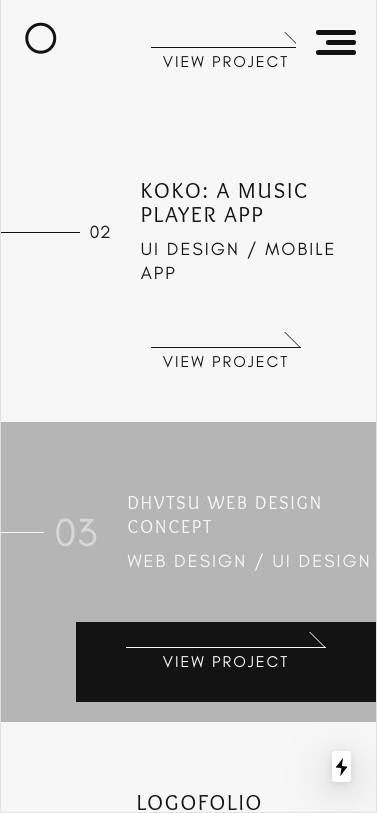 VIEW PROJECT
KOKO: A MUSIC
PLAYER APP
02
UI DESIGN / MOBILE
APP
VIEW PROJECT
DHVTSU WEB DESIGN
CONCEPT
03
WEB DESIGN / UI DESIGN
VIEW PROJECT
LOGOFOLIO